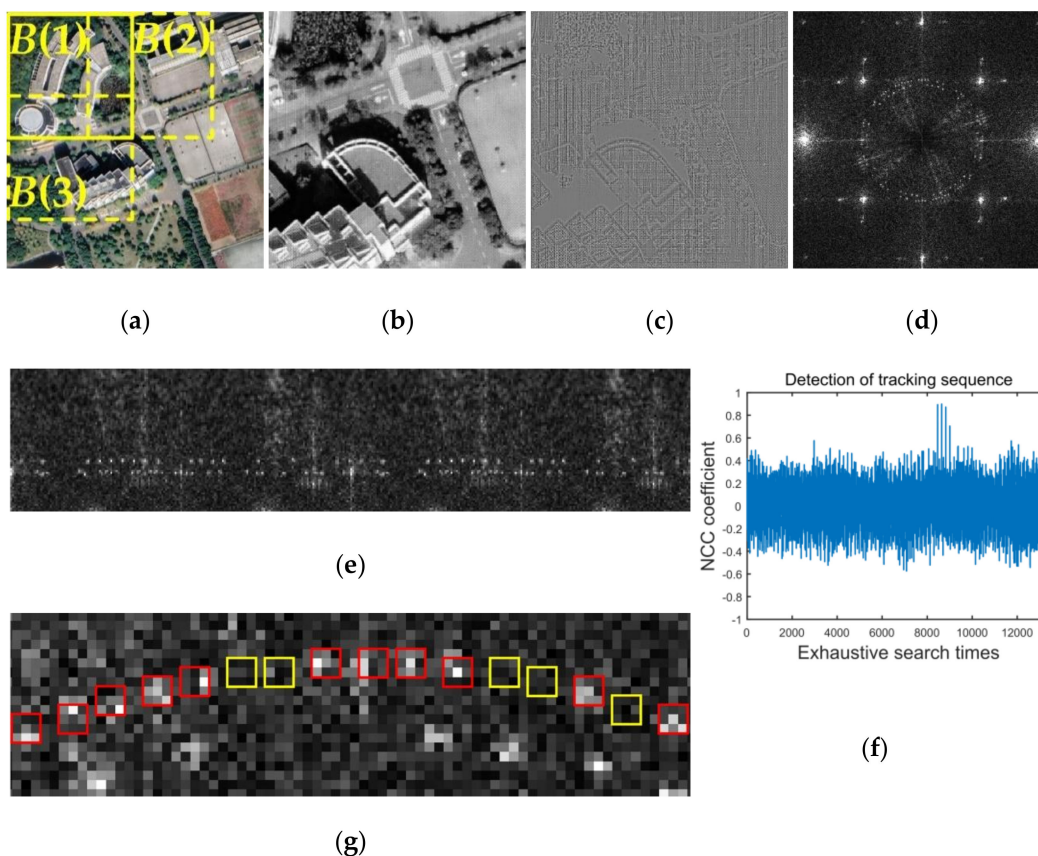 B(1)
B(2)
B(3)
(a)
(b)
(c)
(d)
Detection of tracking sequence
1
0.8
0.6
0.4
0.2
0
-0.2
-0.4
-0.6
-0.8
-1
NCC coefficient
0 2000 4000 6000 8000 10000 12000
Exhaustive search times
(e)
(f)
(g)